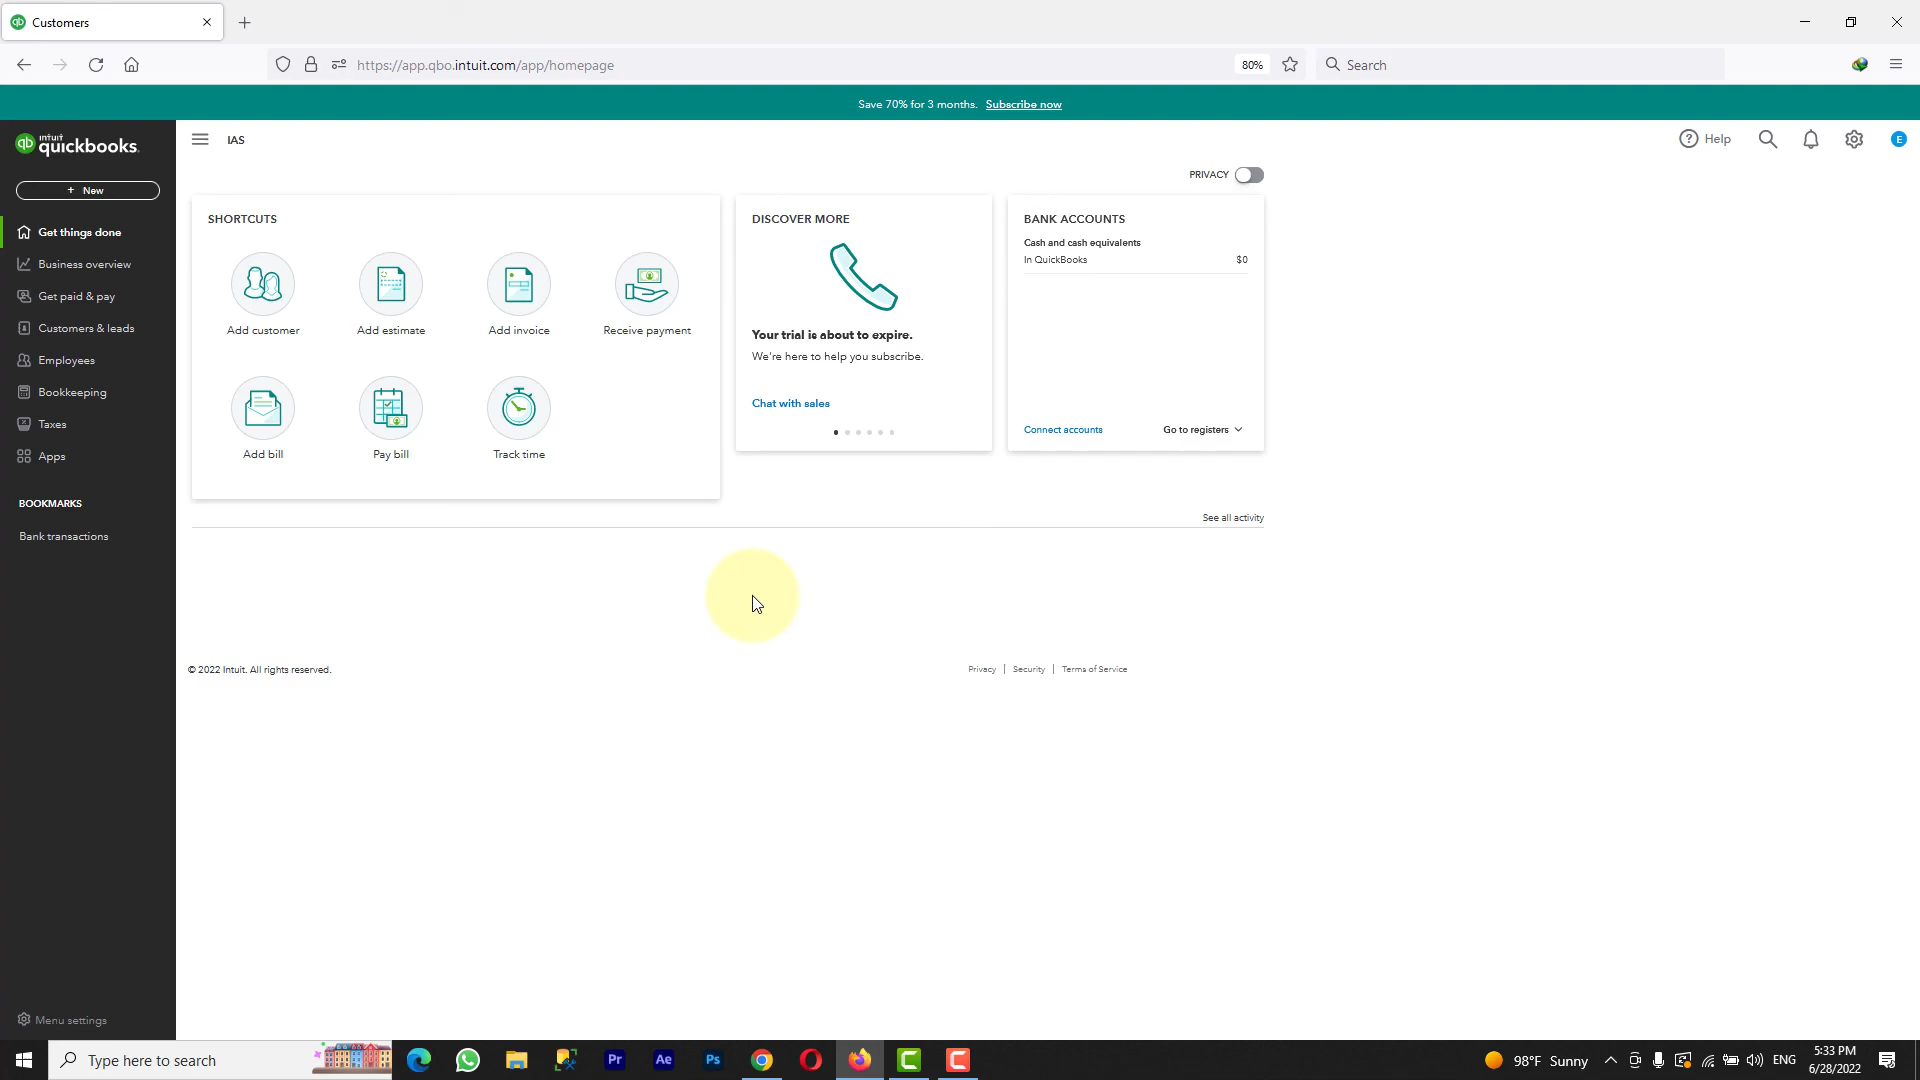 Customers
https://app.qbo.intuit.com/app/homepage
80%
Search
Save 70% for 3 months. Subscribe now
intuit
quickbooks.
IAS
Help
E
+ New
PRIVACY
Get things done
Business overview
Get paid & pay
Customers & leads
Employees
Bookkeeping
Taxes
Apps
BOOKMARKS
Bank transactions
Menu settings
SHORTCUTS
Add customer
Add estimate
Add invoice
Receive payment
Add bill
Pay bill
Track time
DISCOVER MORE
Your trial is about to expire.
We're here to help you subscribe.
Chat with sales
BANK ACCOUNTS
Cash and cash equivalents
In QuickBooks $0
Connect accounts
Go to registers
See all activity
© 2022 Intuit. All rights reserved.
Privacy | Security | Terms of Service
Type here to search
Pr
Ae
Ps
98°F Sunny
ENG
5:33 PM
6/28/2022